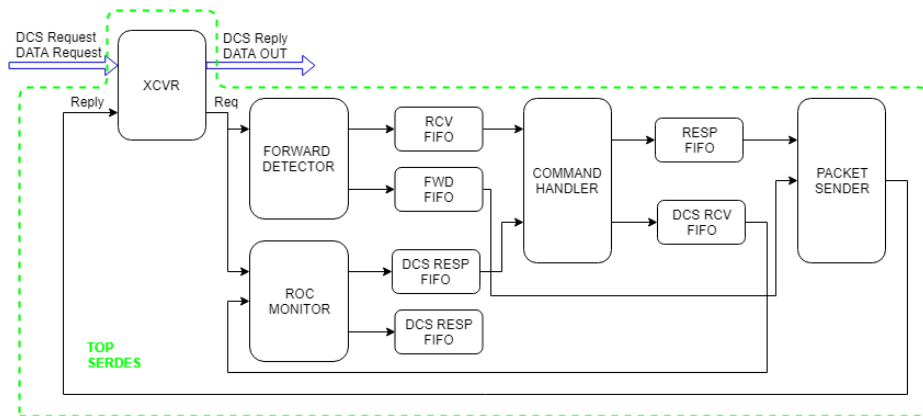 DCS Request
DATA Request
DCS Reply
DATA OUT
XCVR
Reply
Req
FORWARD
DETECTOR
RCV
FIFO
FWD
FIFO
COMMAND
HANDLER
RESP
FIFO
DCS RCV
FIFO
PACKET
SENDER
ROC
MONITOR
DCS RESP
FIFO
DCS RESP
FIFO
TOP
SERDES